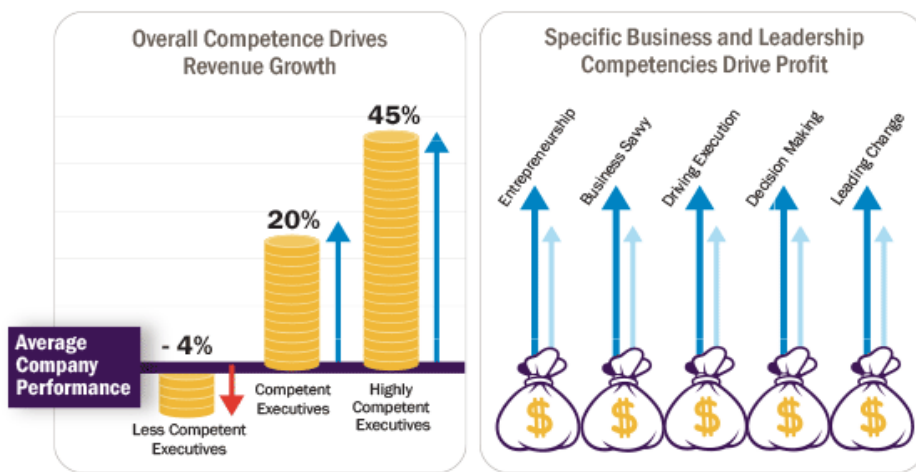 Overall Competence Drives
Revenue Growth
45%
20%
- 4%
Average
Company
Performance
Less Competent
Executives
Competent
Executives
Highly
Competent
Executives
Specific Business and Leadership
Competencies Drive Profit
Entrepreneurship
Business Savvy
Driving Execution
Decision Making
Leading Change
$
$
$
$
$